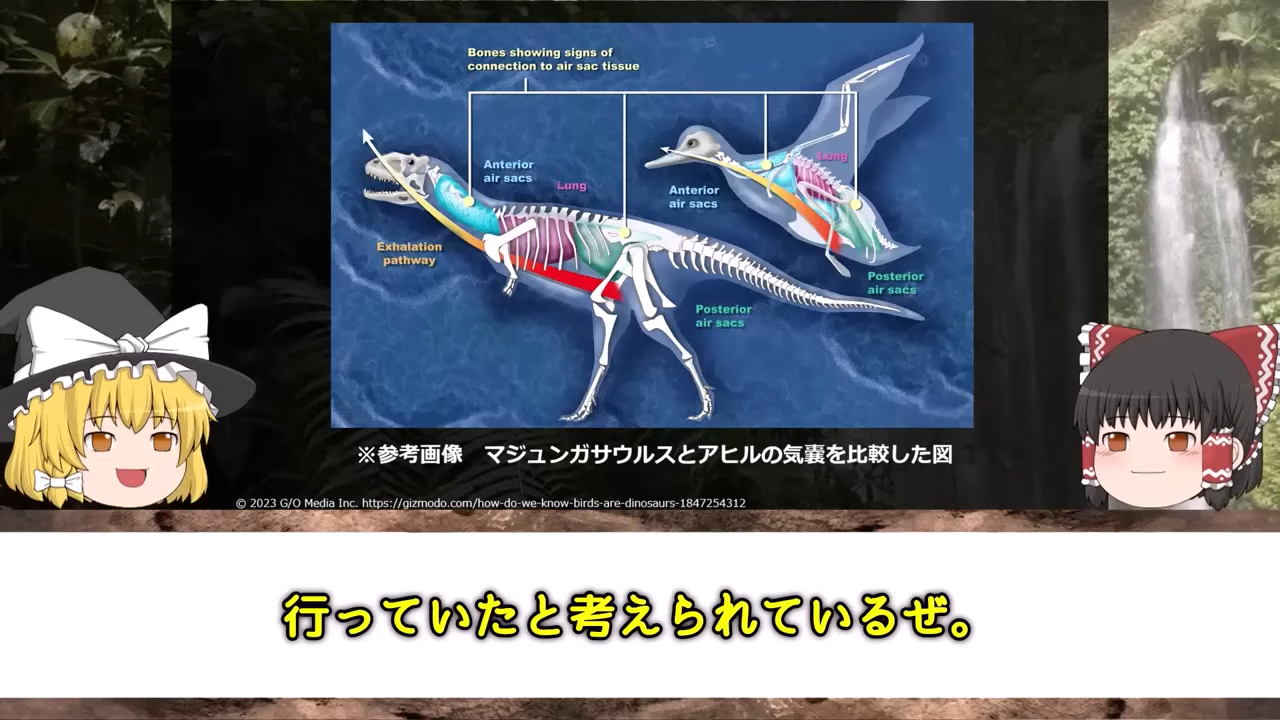 Bones showing signs of
connection to air sac tissue
Anterior
air sacs
Lung
Exhalation
pathway
Anterior
air sacs
Lung
Posterior
air sacs
Posterior
air sacs
※参考画像 マジュンガサウルスとアヒルの気嚢を比較した図
© 2023 G/O Media Inc. https://gizmodo.com/how-do-we-know-birds-are-dinosaurs-1847254312
行っていたと考えられているぜ。